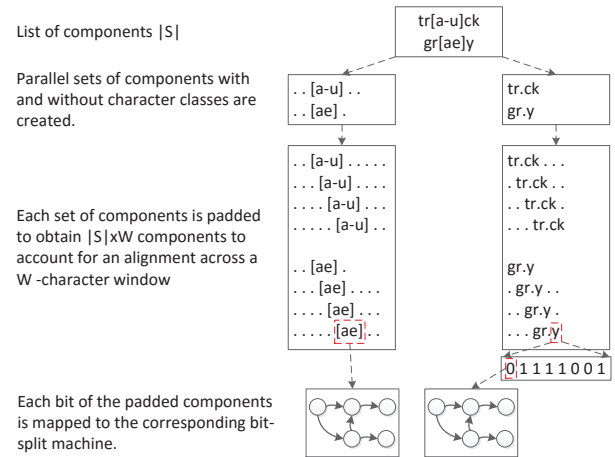 List of components |S|
tr[a-u]ck
gr[ae]y
Parallel sets of components with
and without character classes are
created.
. . [a-u] . .
. . [ae] .
tr.ck
gr.y
Each set of components is padded
to obtain |S|xW components to
account for an alignment across a
W -character window
. . [a-u] . . . . .
. . . [a-u] . . . .
. . . . [a-u] . . .
. . . . . [a-u] . .
. . [ae] .
. . . [ae] . . . .
. . . . [ae] . . .
. . . . . [ae] . .
tr.ck . . .
. tr.ck . .
. . tr.ck .
. . . tr.ck
gr.y
. gr.y . .
. . gr.y .
. . . gr.y
0 1 1 1 1 0 0 1
Each bit of the padded components
is mapped to the corresponding bit-
split machine.